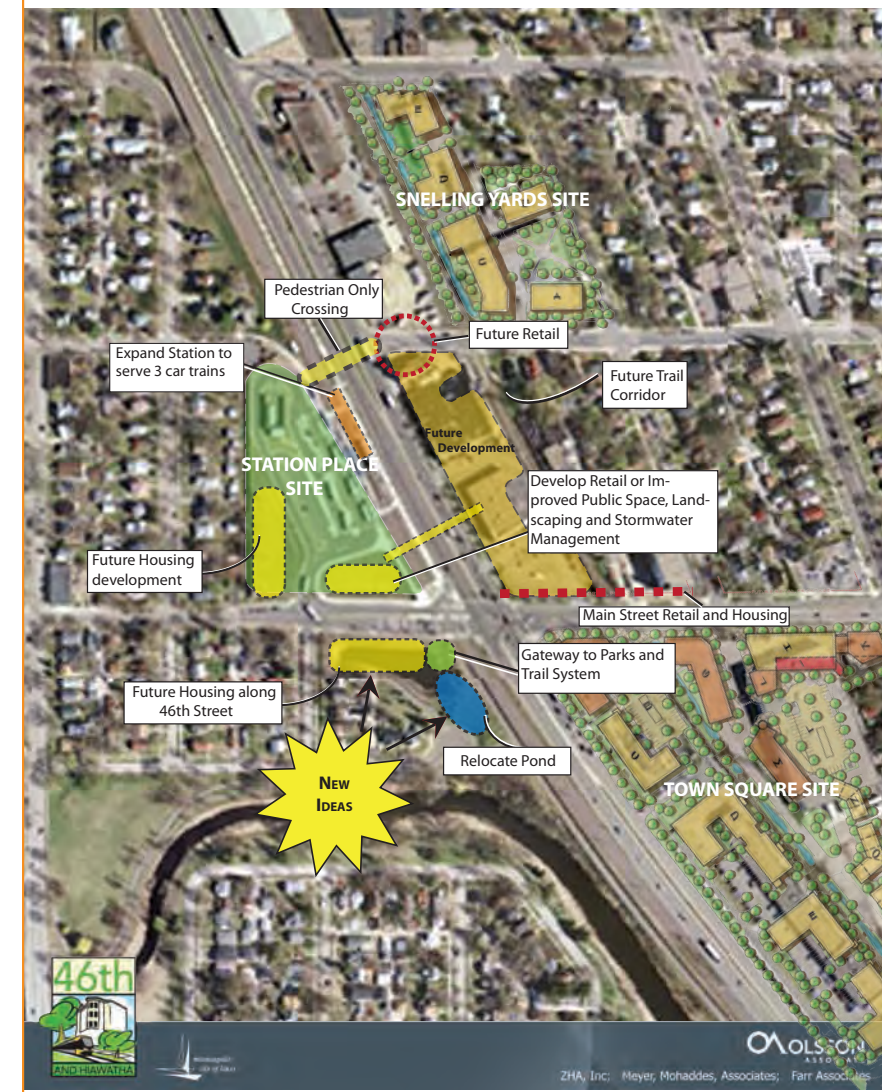 SNELLING YARDS SITE
Pedestrian Only
Crossing
Future Retail
Expand Station to
serve 3 car trains
Future Trail
Corridor
Future
Development
STATION PLACE
SITE
Develop Retail or Im-
proved Public Space, Land-
scaping and Stormwater
Management
Future Housing
development
Main Street Retail and Housing
Gateway to Parks and
Trail System
Future Housing along
46th Street
Relocate Pond
NEW
IDEAS
TOWN SQUARE SITE
46th
AND HIAWATHA
OLSSON
ASSOCIATES
ZHA, Inc; Meyer, Mohaddes, Associates; Farr Associates